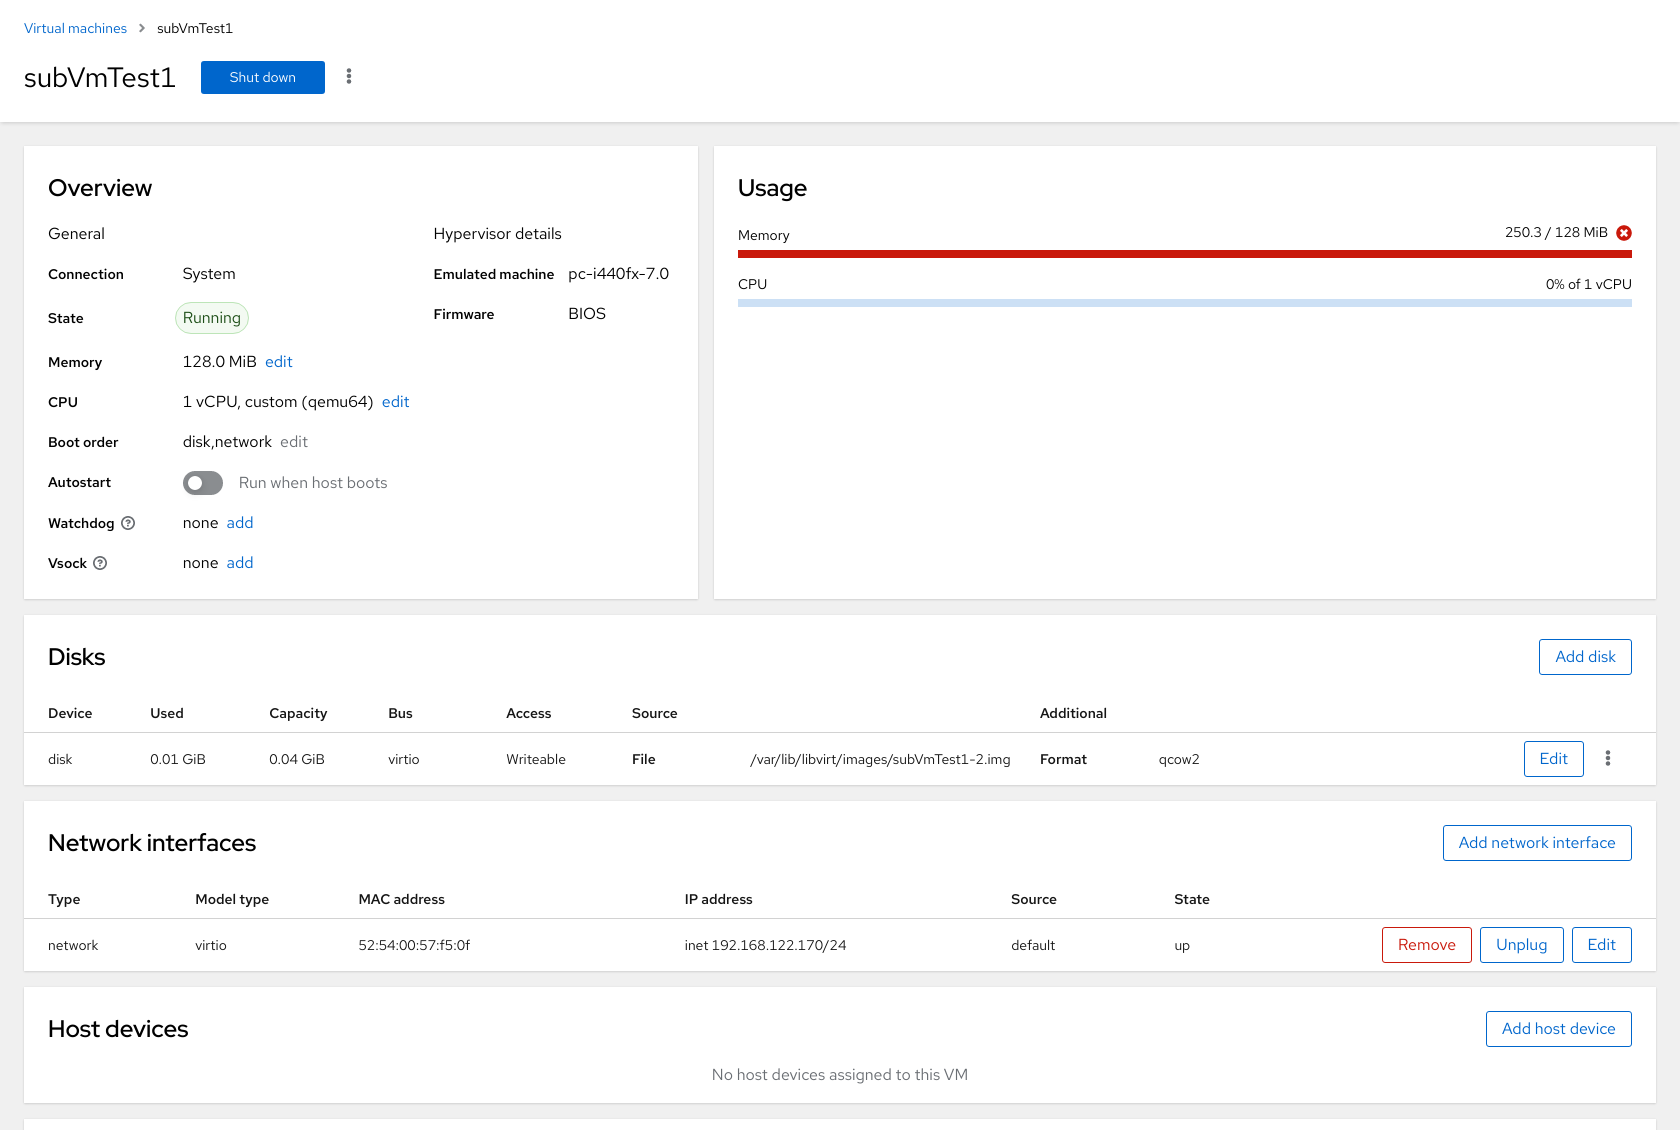 Virtual machines > subVmTest1
subVmTest1 Shut down
Overview
General
Connection System
State Running
Memory 128.0 MiB edit
CPU 1 vCPU, custom (qemu64) edit
Boot order disk,network edit
Autostart Run when host boots
Watchdog none add
Vsock none add
Hypervisor details
Emulated machine pc-i440fx-7.0
Firmware BIOS
Usage
Memory 250.3 / 128 MiB
CPU 0% of 1 vCPU
Disks Add disk
Device Used Capacity Bus Access Source Additional
disk 0.01 GiB 0.04 GiB virtio Writeable File /var/lib/libvirt/images/subVmTest1-2.img Format qcow2 Edit
Network interfaces Add network interface
Type Model type MAC address IP address Source State
network virtio 52:54:00:57:f5:0f inet 192.168.122.170/24 default up Remove Unplug Edit
Host devices Add host device
No host devices assigned to this VM